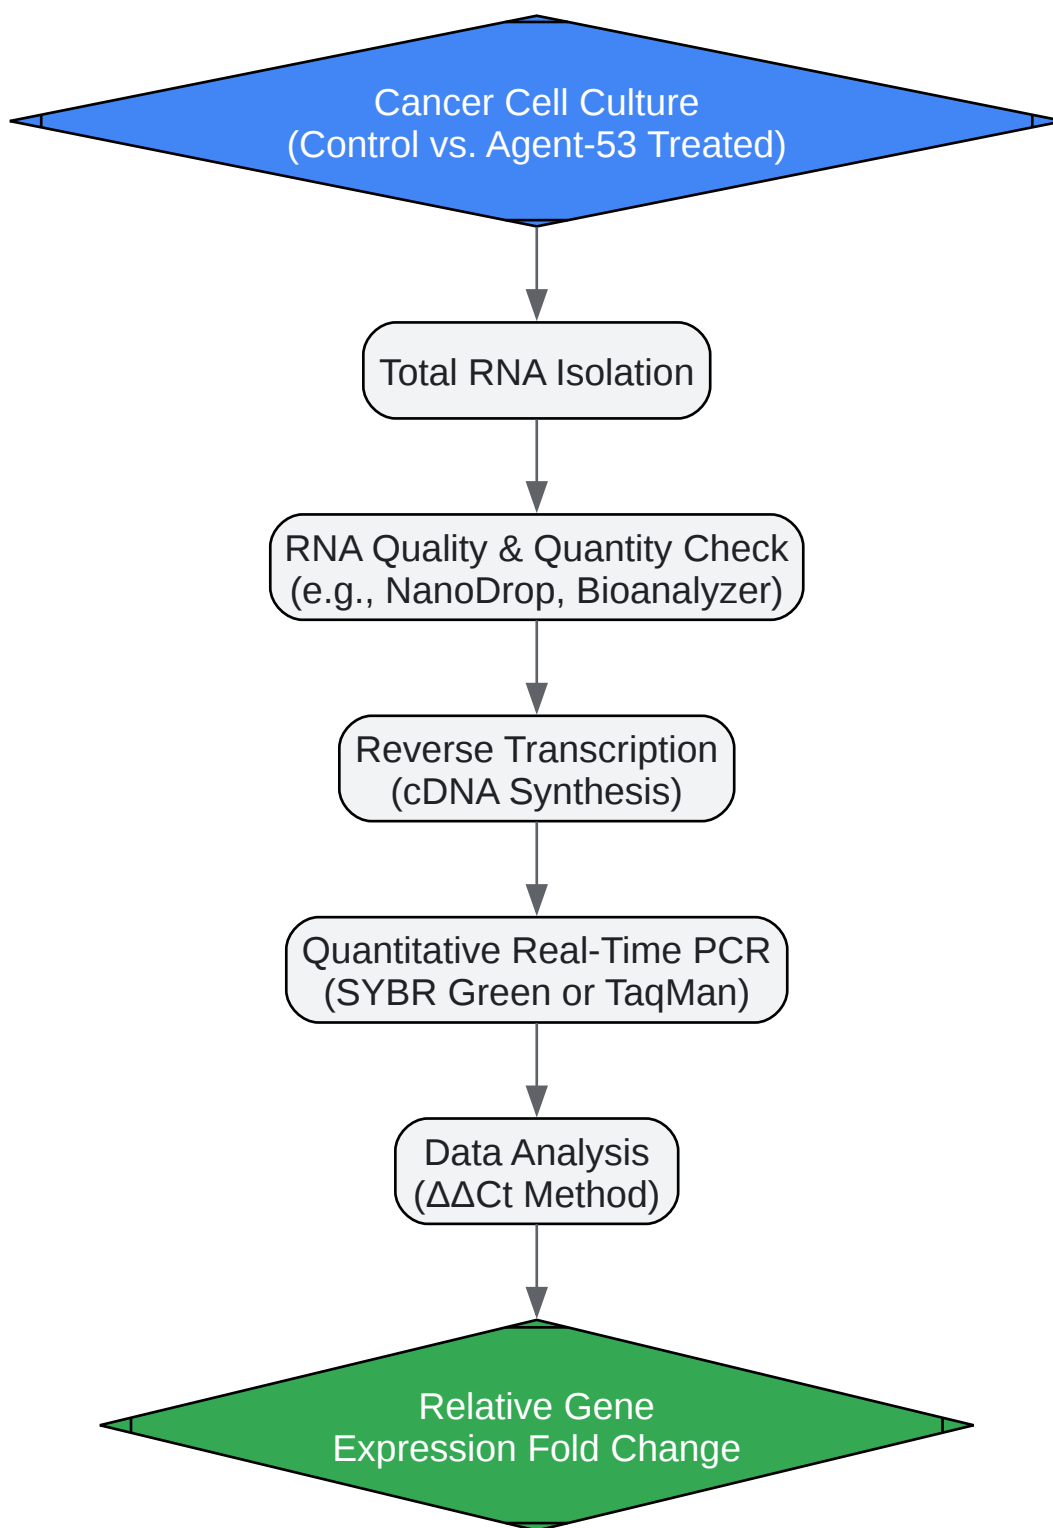 Cancer Cell Culture
(Control vs. Agent-53 Treated)
Total RNA Isolation
RNA Quality & Quantity Check
(e.g., NanoDrop, Bioanalyzer)
Reverse Transcription
(cDNA Synthesis)
Quantitative Real-Time PCR
(SYBR Green or TaqMan)
Data Analysis
(ΔΔCt Method)
Relative Gene
Expression Fold Change